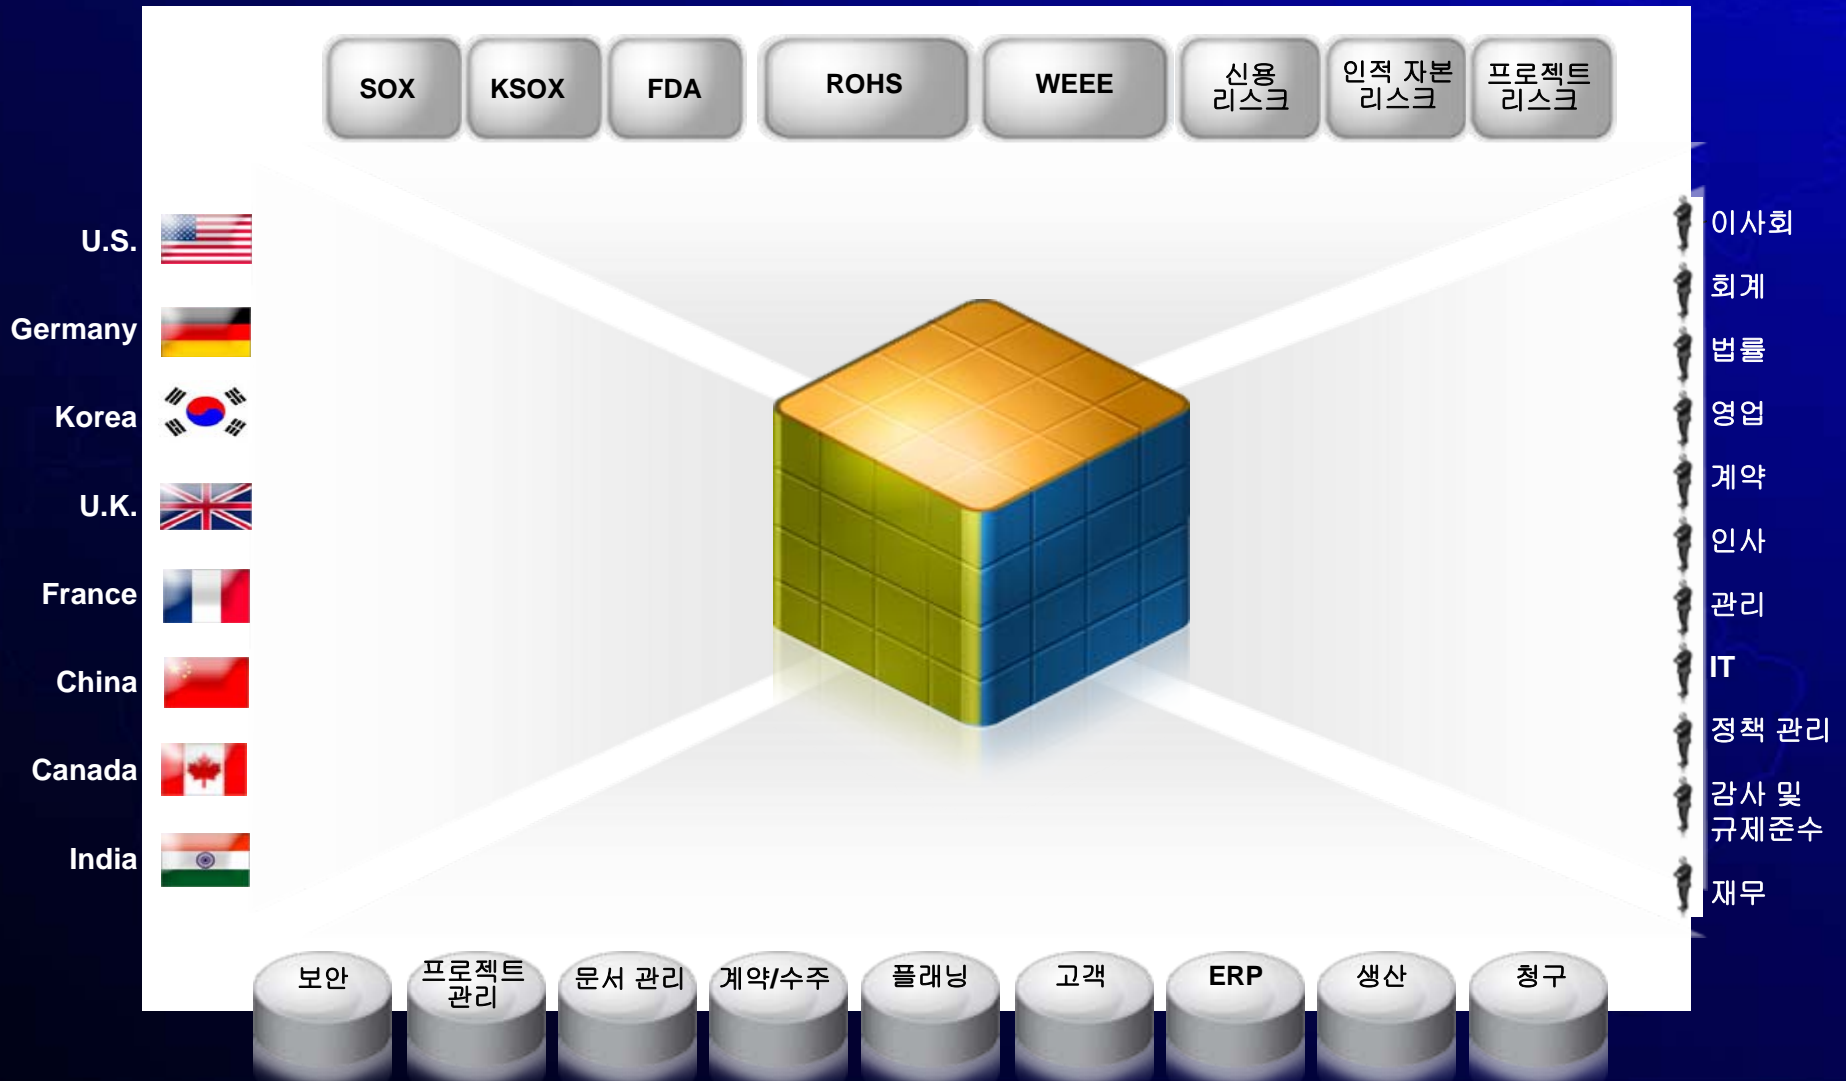 SOX
KSOX
FDA
ROHS
WEEE
신용
리스크
인적 자본
리스크
프로젝트
리스크
U.S.
Germany
Korea
U.K.
France
China
Canada
India
이사회
회계
법률
영업
계약
인사
관리
IT
정책 관리
감사 및
규제준수
재무
보안
프로젝트
관리
문서 관리
계약/수주
플래닝
고객
ERP
생산
청구